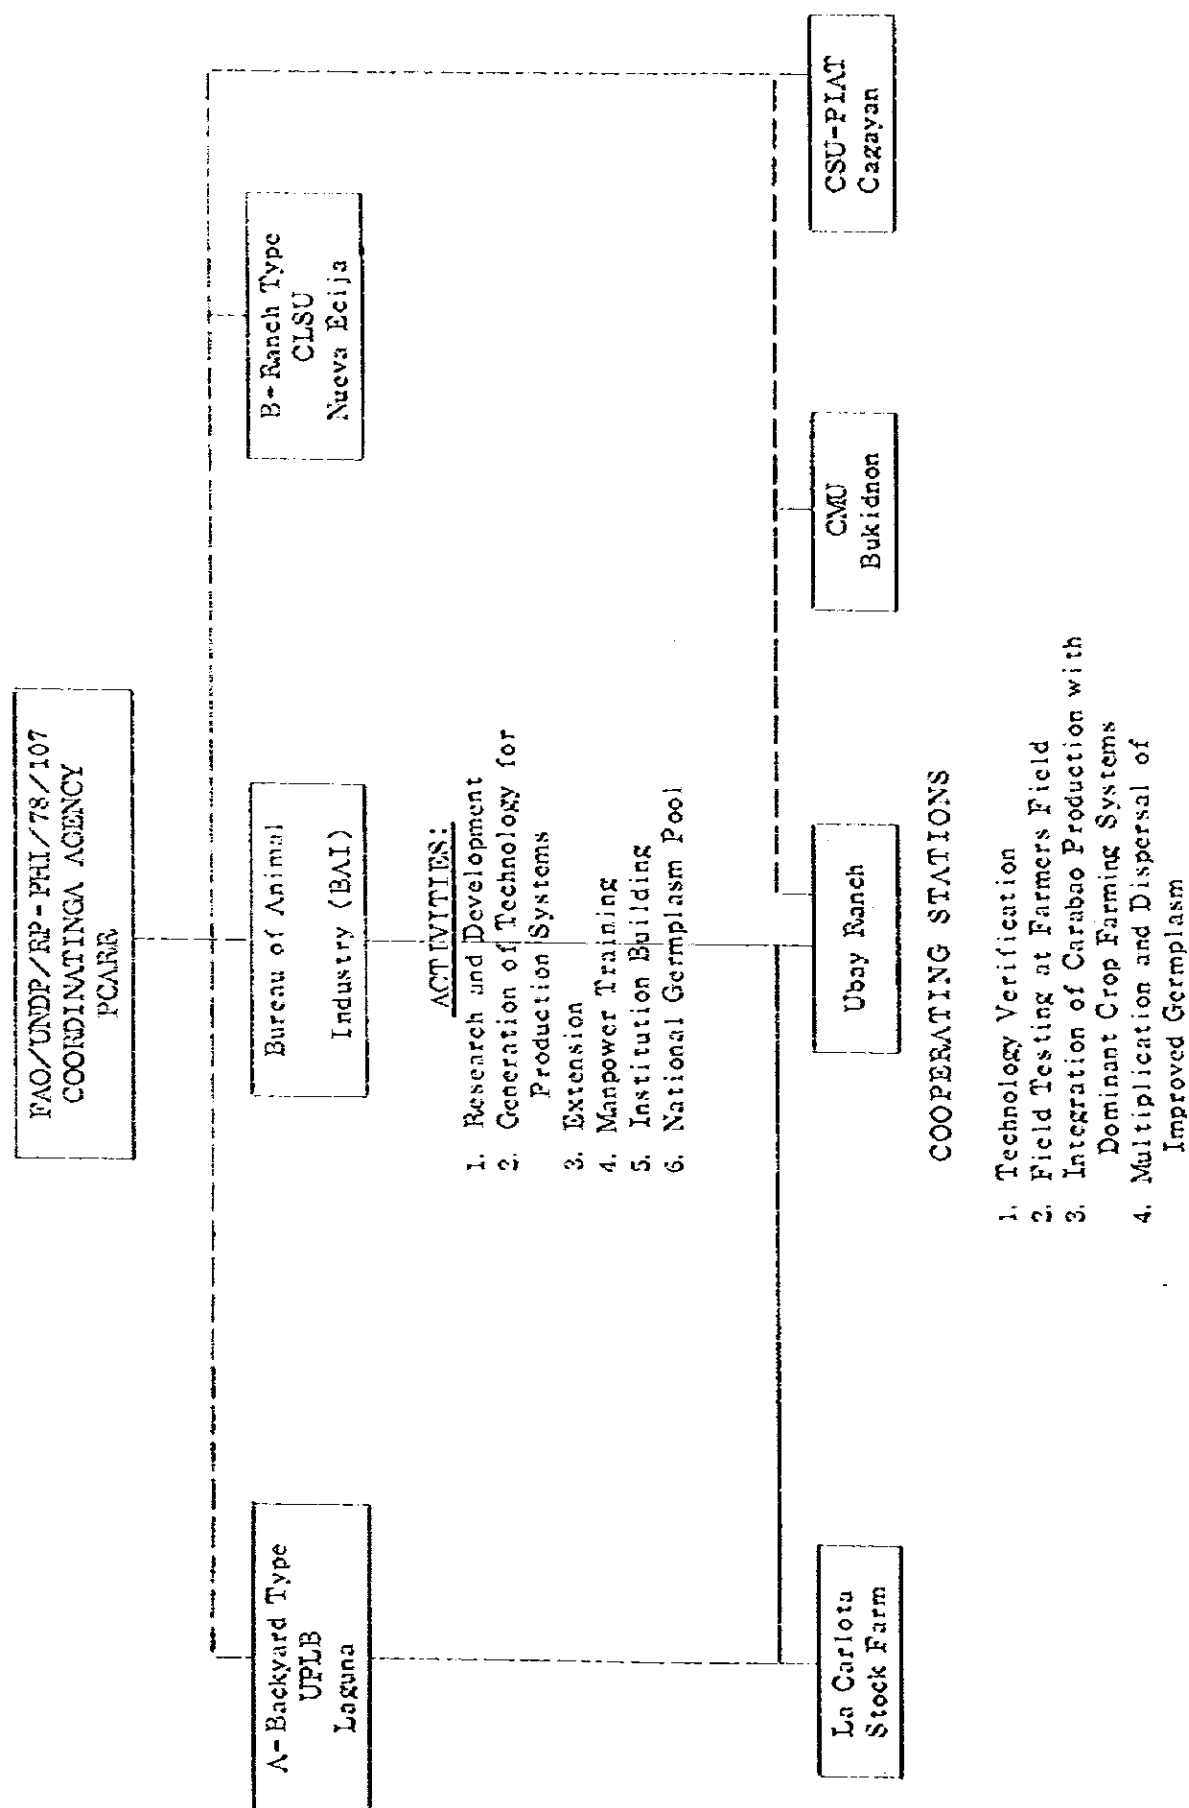 FAO/UNDP/RP-PHI/78/107
COORDINATINGA AGENCY
PCARR
A-Backyard Type
UPLB
Laguna
Bureau of Animal
Industry (BAI)
B-Ranch Type
CLSU
Nueva Ecija
ACTIVITIES:
1. Research and Development
2. Generation of Technology for
Production Systems
3. Extension
4. Manpower Training
5. Institution Building
6. National Germplasm Pool
La Carlota
Stock Farm
Ubay Ranch
CMU
Bukidnon
CSU-PIAT
Cagayan
COOPERATING STATIONS
1. Technology Verification
2. Field Testing at Farmers Field
3. Integration of Carabao Production with
Dominant Crop Farming Systems
4. Multiplication and Dispersal of
Improved Germplasm